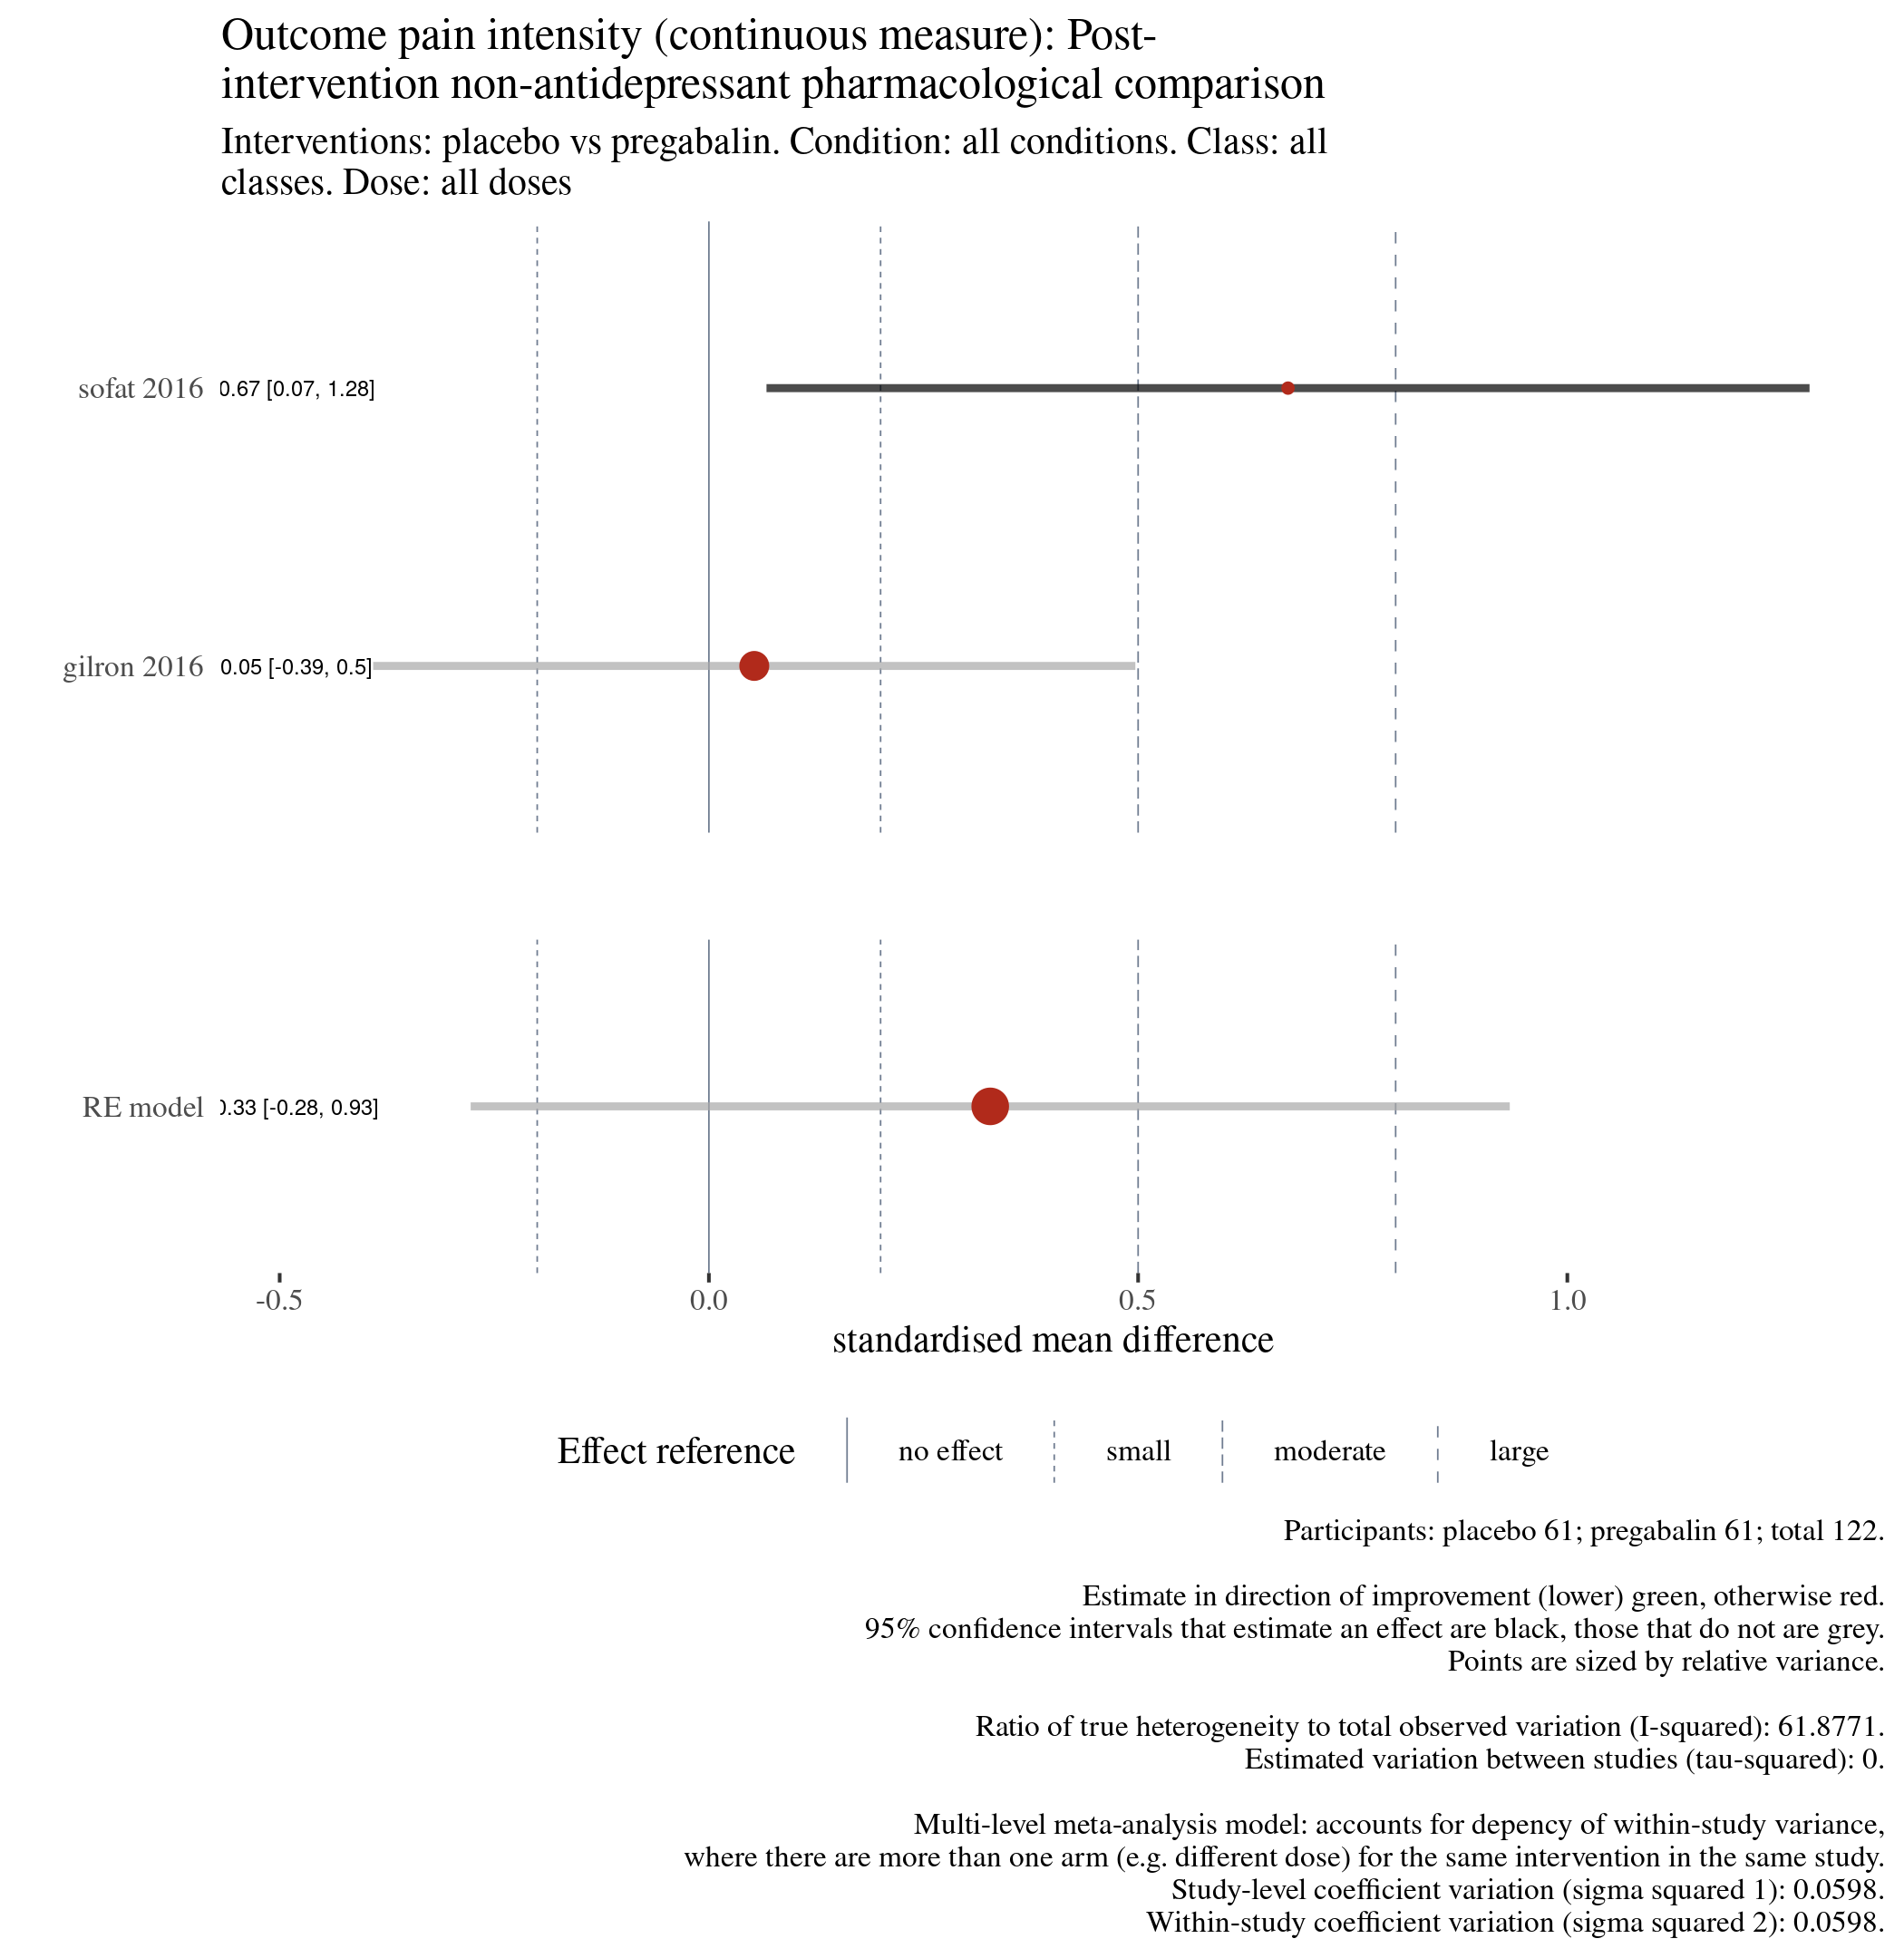 Outcome pain intensity (continuous measure): Post-
intervention non-antidepressant pharmacological comparison
Interventions: placebo vs pregabalin. Condition: all conditions. Class: all
classes. Dose: all doses
sofat 2016 0.67 [0.07, 1.28]
gilron 2016 0.05 [-0.39, 0.5]
RE model 0.33 [-0.28, 0.93]
-0.5 0.0 0.5 1.0
standardised mean difference
Effect reference no effect small moderate large
Participants: placebo 61; pregabalin 61; total 122.
Estimate in direction of improvement (lower) green, otherwise red.
95% confidence intervals that estimate an effect are black, those that do not are grey.
Points are sized by relative variance.
Ratio of true heterogeneity to total observed variation (I-squared): 61.8771.
Estimated variation between studies (tau-squared): 0.
Multi-level meta-analysis model: accounts for depency of within-study variance,
where there are more than one arm (e.g. different dose) for the same intervention in the same study.
Study-level coefficient variation (sigma squared 1): 0.0598.
Within-study coefficient variation (sigma squared 2): 0.0598.